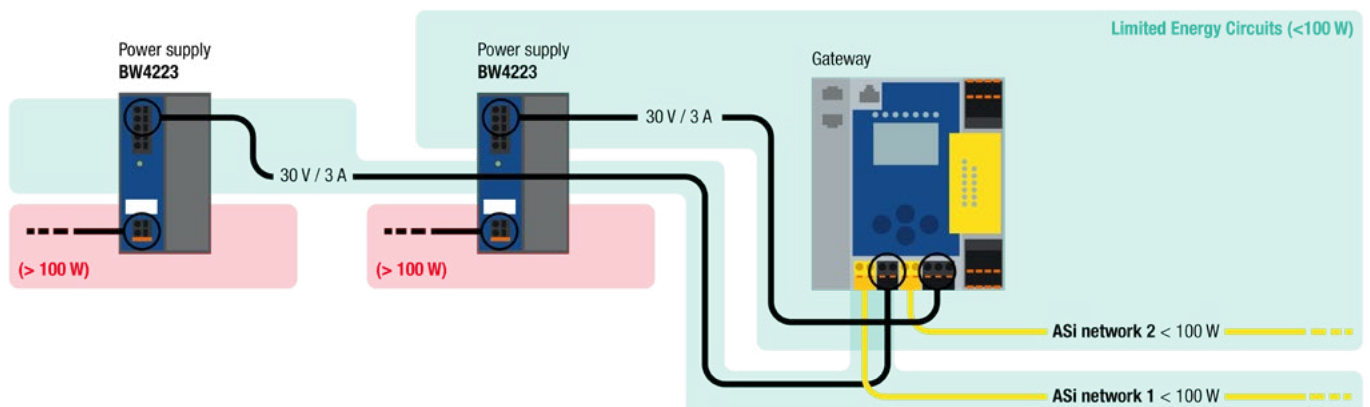 Limited Energy Circuits (<100 W)
Power supply
BW4223
Power supply
BW4223
Gateway
30 V / 3 A
30 V / 3 A
(> 100 W)
(> 100 W)
ASi network 2 < 100 W
ASi network 1 < 100 W